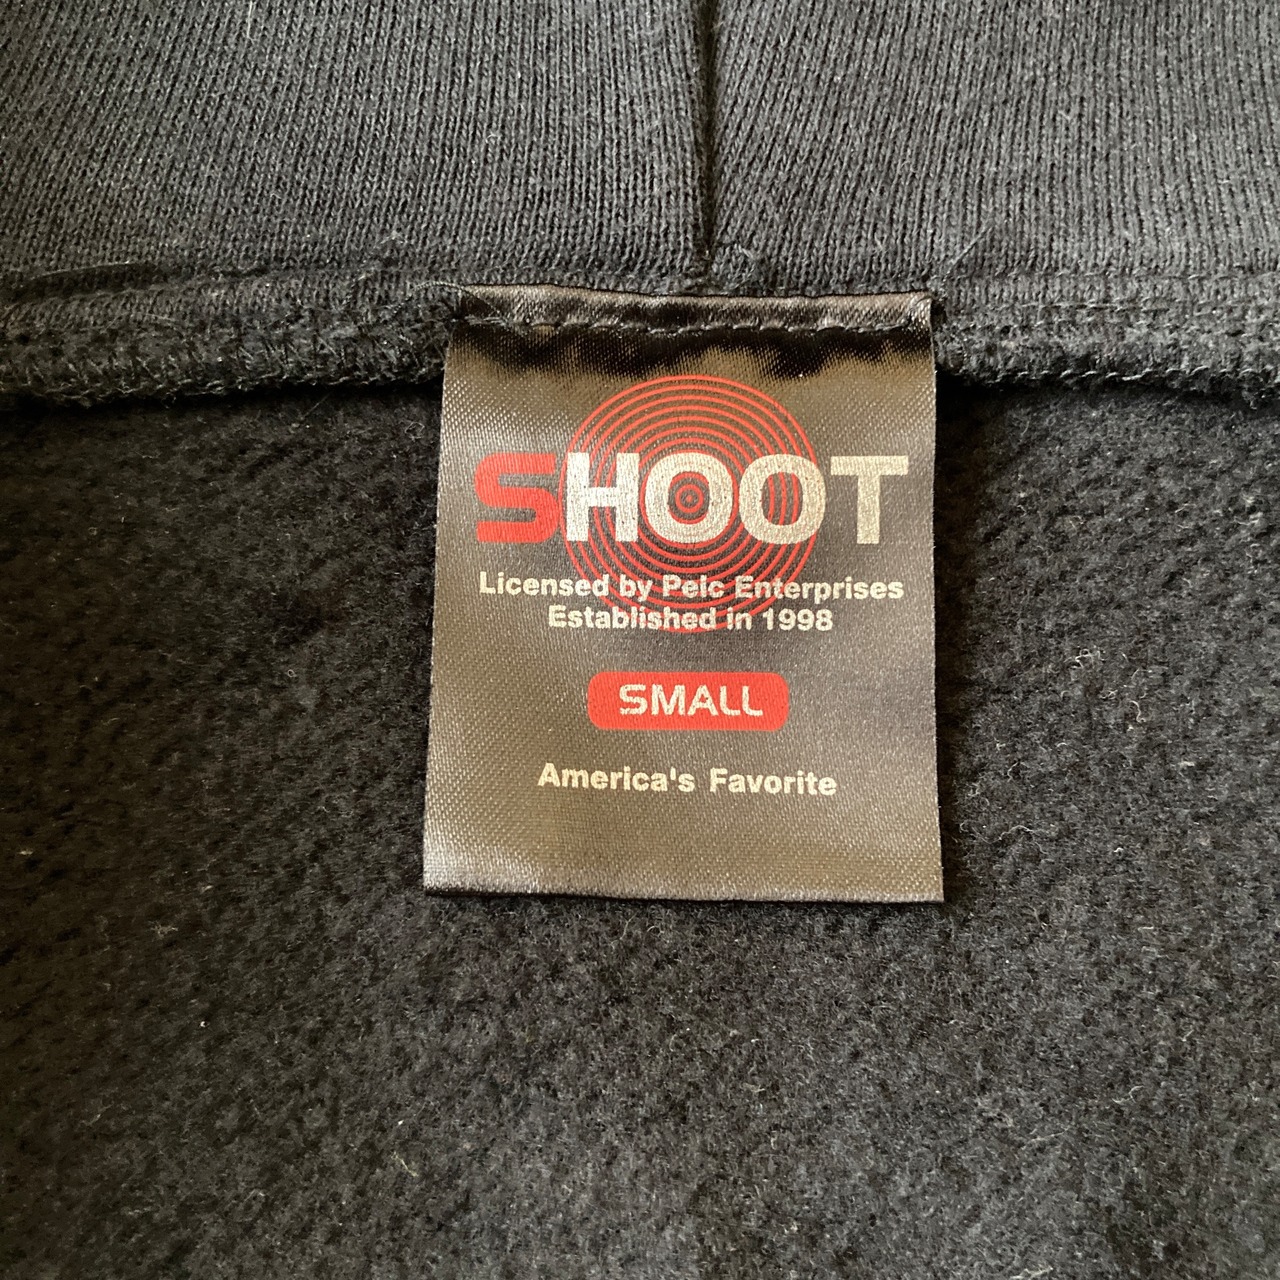 SHOOT
Licensed by Pelc Enterprises
Established in 1998
SMALL
America's Favorite